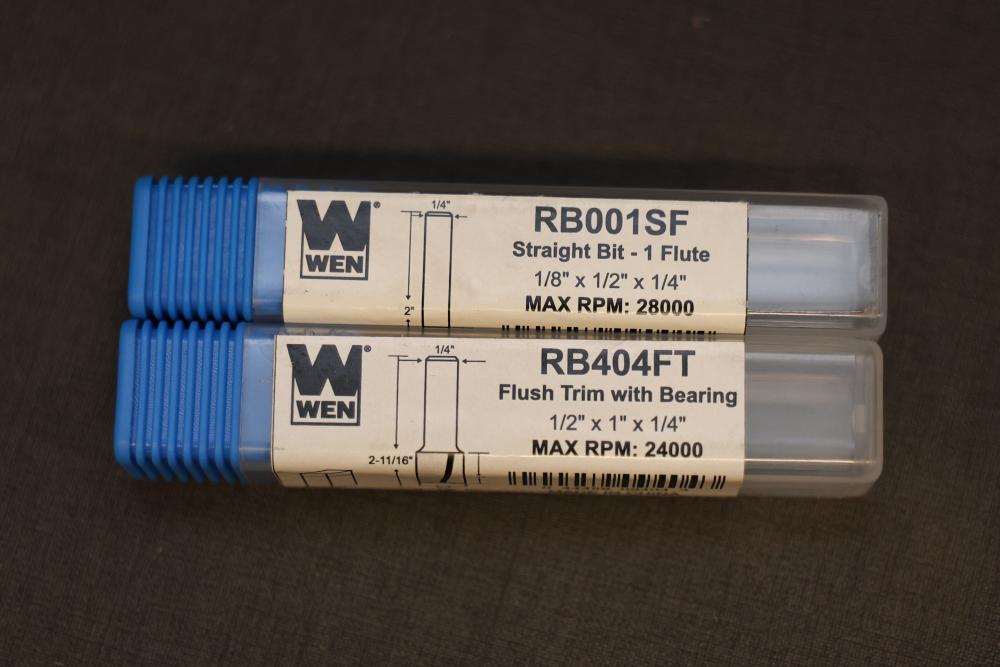 WEN®
1/4"
2"
RB001SF
Straight Bit - 1 Flute
1/8" x 1/2" x 1/4"
MAX RPM: 28000
WEN®
1/4"
2-11/16"
RB404FT
Flush Trim with Bearing
1/2" x 1" x 1/4"
MAX RPM: 24000